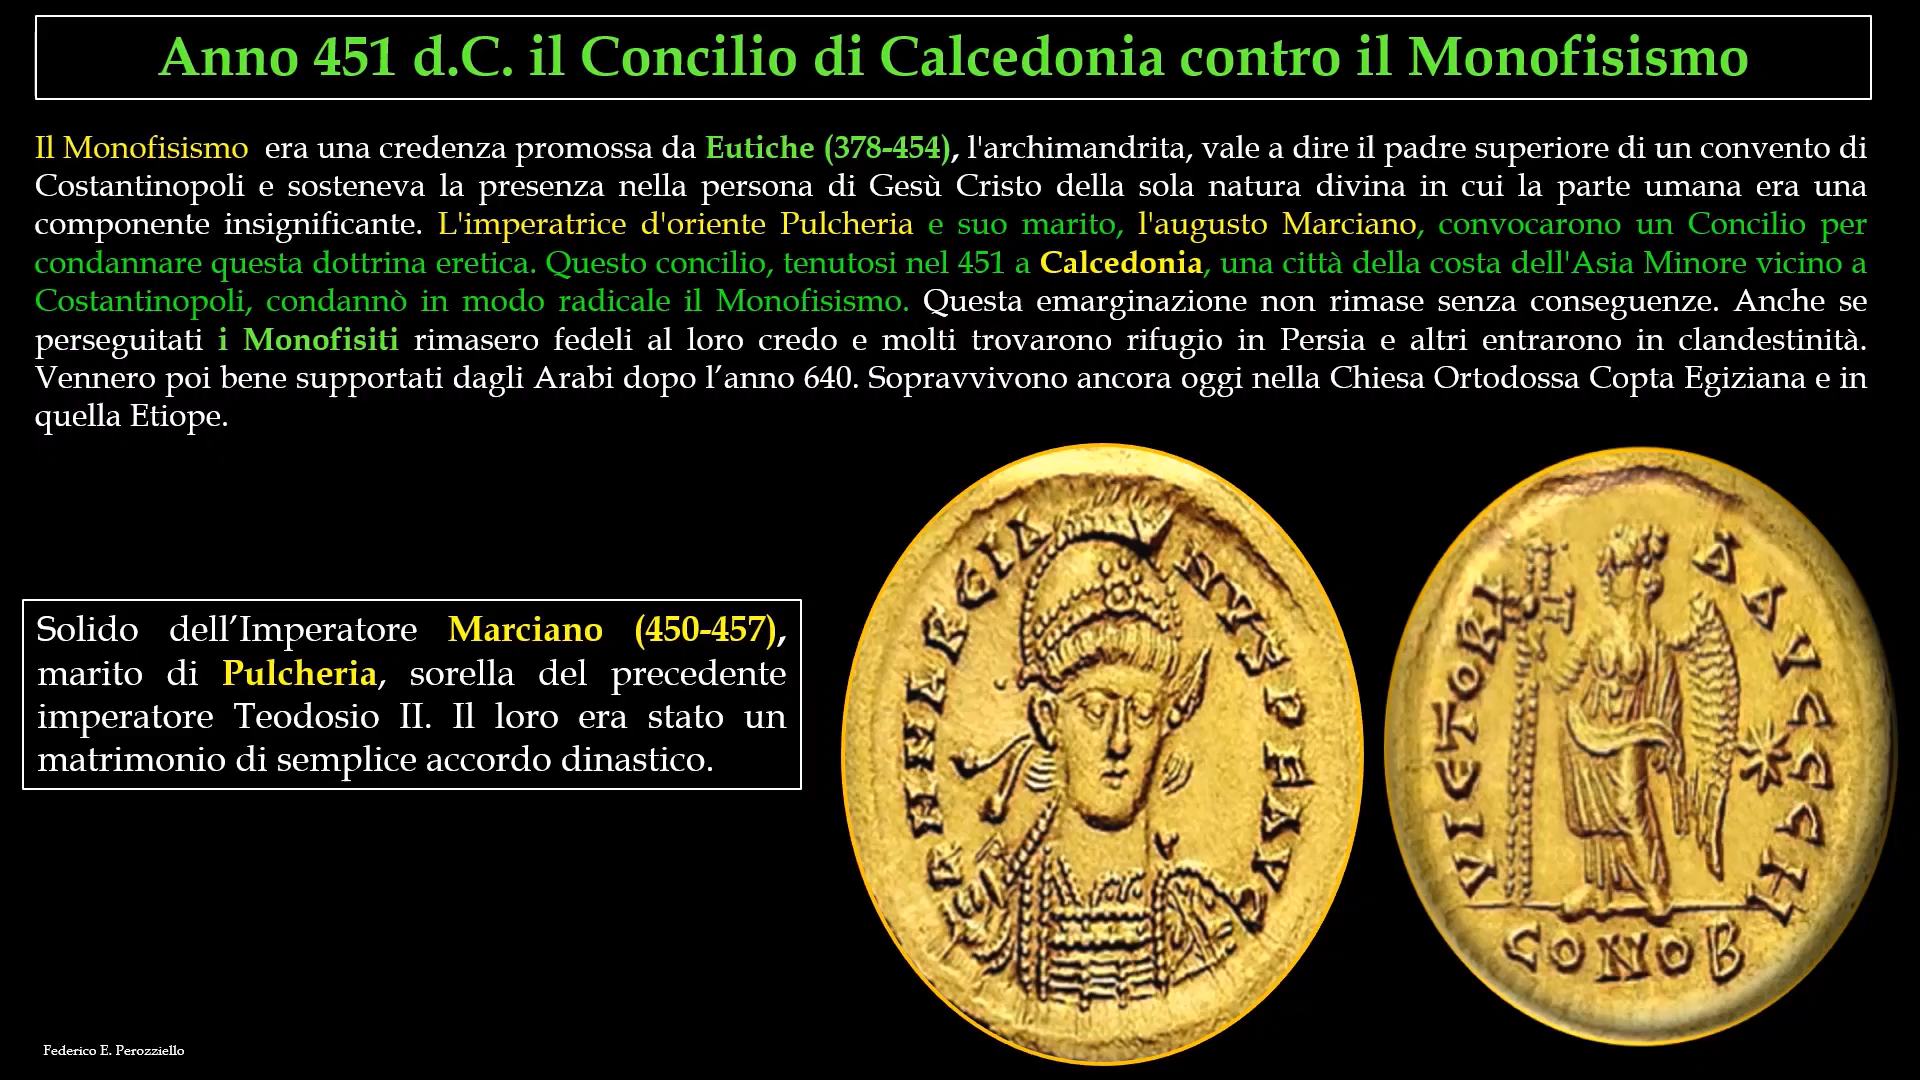 Anno 451 d.C. il Concilio di Calcedonia contro il Monofisismo
Il Monofisismo era una credenza promossa da Eutiche (378-454), l'archimandrita, vale a dire il padre superiore di un convento di
Costantinopoli e sosteneva la presenza nella persona di Gesù Cristo della sola natura divina in cui la parte umana era una
componente insignificante. L'imperatrice d'oriente Pulcheria e suo marito, l'augusto Marciano, convocarono un Concilio per
condannare questa dottrina eretica. Questo concilio, tenutosi nel 451 a Calcedonia, una città della costa dell'Asia Minore vicino a
Costantinopoli, condannò in modo radicale il Monofisismo. Questa emarginazione non rimase senza conseguenze. Anche se
perseguitati i Monofisiti rimasero fedeli al loro credo e molti trovarono rifugio in Persia e altri entrarono in clandestinità.
Vennero poi bene supportati dagli Arabi dopo l’anno 640. Sopravvivono ancora oggi nella Chiesa Ortodossa Copta Egiziana e in
quella Etiope.
Solido dell’Imperatore Marciano (450-457),
marito di Pulcheria, sorella del precedente
imperatore Teodosio II. Il loro era stato un
matrimonio di semplice accordo dinastico.
NUS P F AUC
VICTORI
CONOB
Federico E. Perozziello